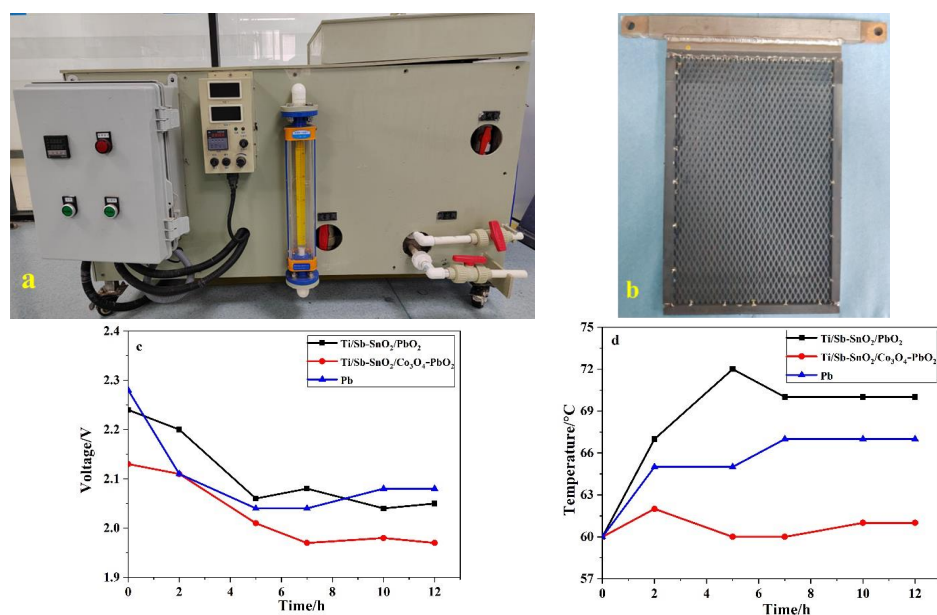 a
b
c
Ti/Sb-SnO₂/PbO₂
Ti/Sb-SnO₂/Co₃O₄-PbO₂
Pb
2.4
2.3
2.2
2.1
2.0
1.9
Voltage/V
0 2 4 6 8 10 12
Time/h
d
Ti/Sb-SnO₂/PbO₂
Ti/Sb-SnO₂/Co₃O₄-PbO₂
Pb
75
72
69
66
63
60
57
Temperature/°C
0 2 4 6 8 10 12
Time/h